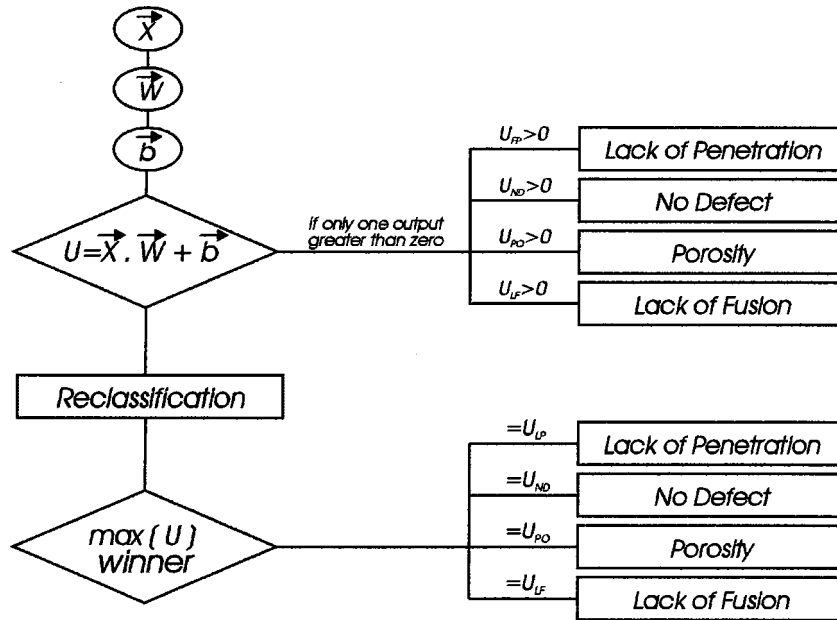 X
W
b
U=X . W + b
if only one output
greater than zero
U_FP>0
Lack of Penetration
U_ND>0
No Defect
U_PO>0
Porosity
U_LF>0
Lack of Fusion
Reclassification
max ( U )
winner
=U_LP
Lack of Penetration
=U_ND
No Defect
=U_PO
Porosity
=U_LF
Lack of Fusion